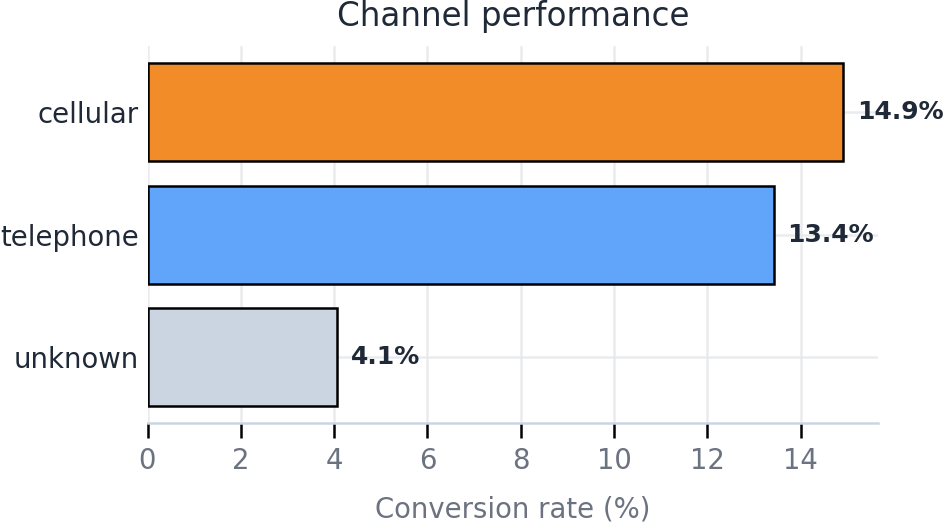 Channel performance
cellular
14.9%
telephone
13.4%
unknown
4.1%
0 2 4 6 8 10 12 14
Conversion rate (%)